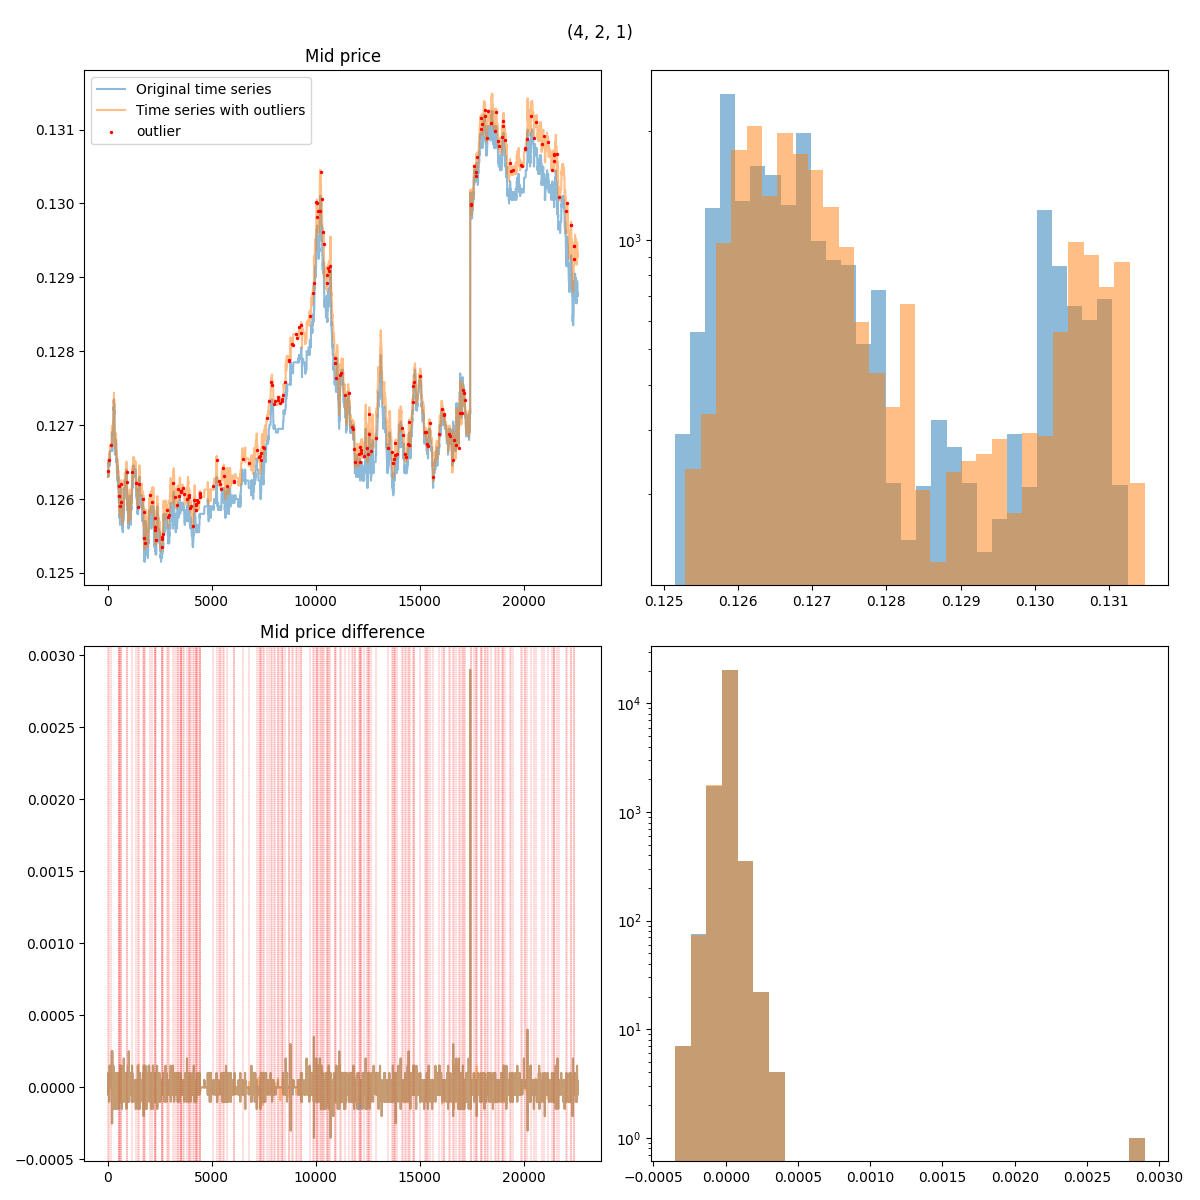 (4, 2, 1)
Mid price
Original time series
Time series with outliers
outlier
0.131
0.130
0.129
0.128
0.127
0.126
0.125
0 5000 10000 15000 20000
10³
0.125 0.126 0.127 0.128 0.129 0.130 0.131
Mid price difference
0.0030
0.0025
0.0020
0.0015
0.0010
0.0005
0.0000
−0.0005
0 5000 10000 15000 20000
10⁴
10³
10²
10¹
10⁰
−0.0005 0.0000 0.0005 0.0010 0.0015 0.0020 0.0025 0.0030